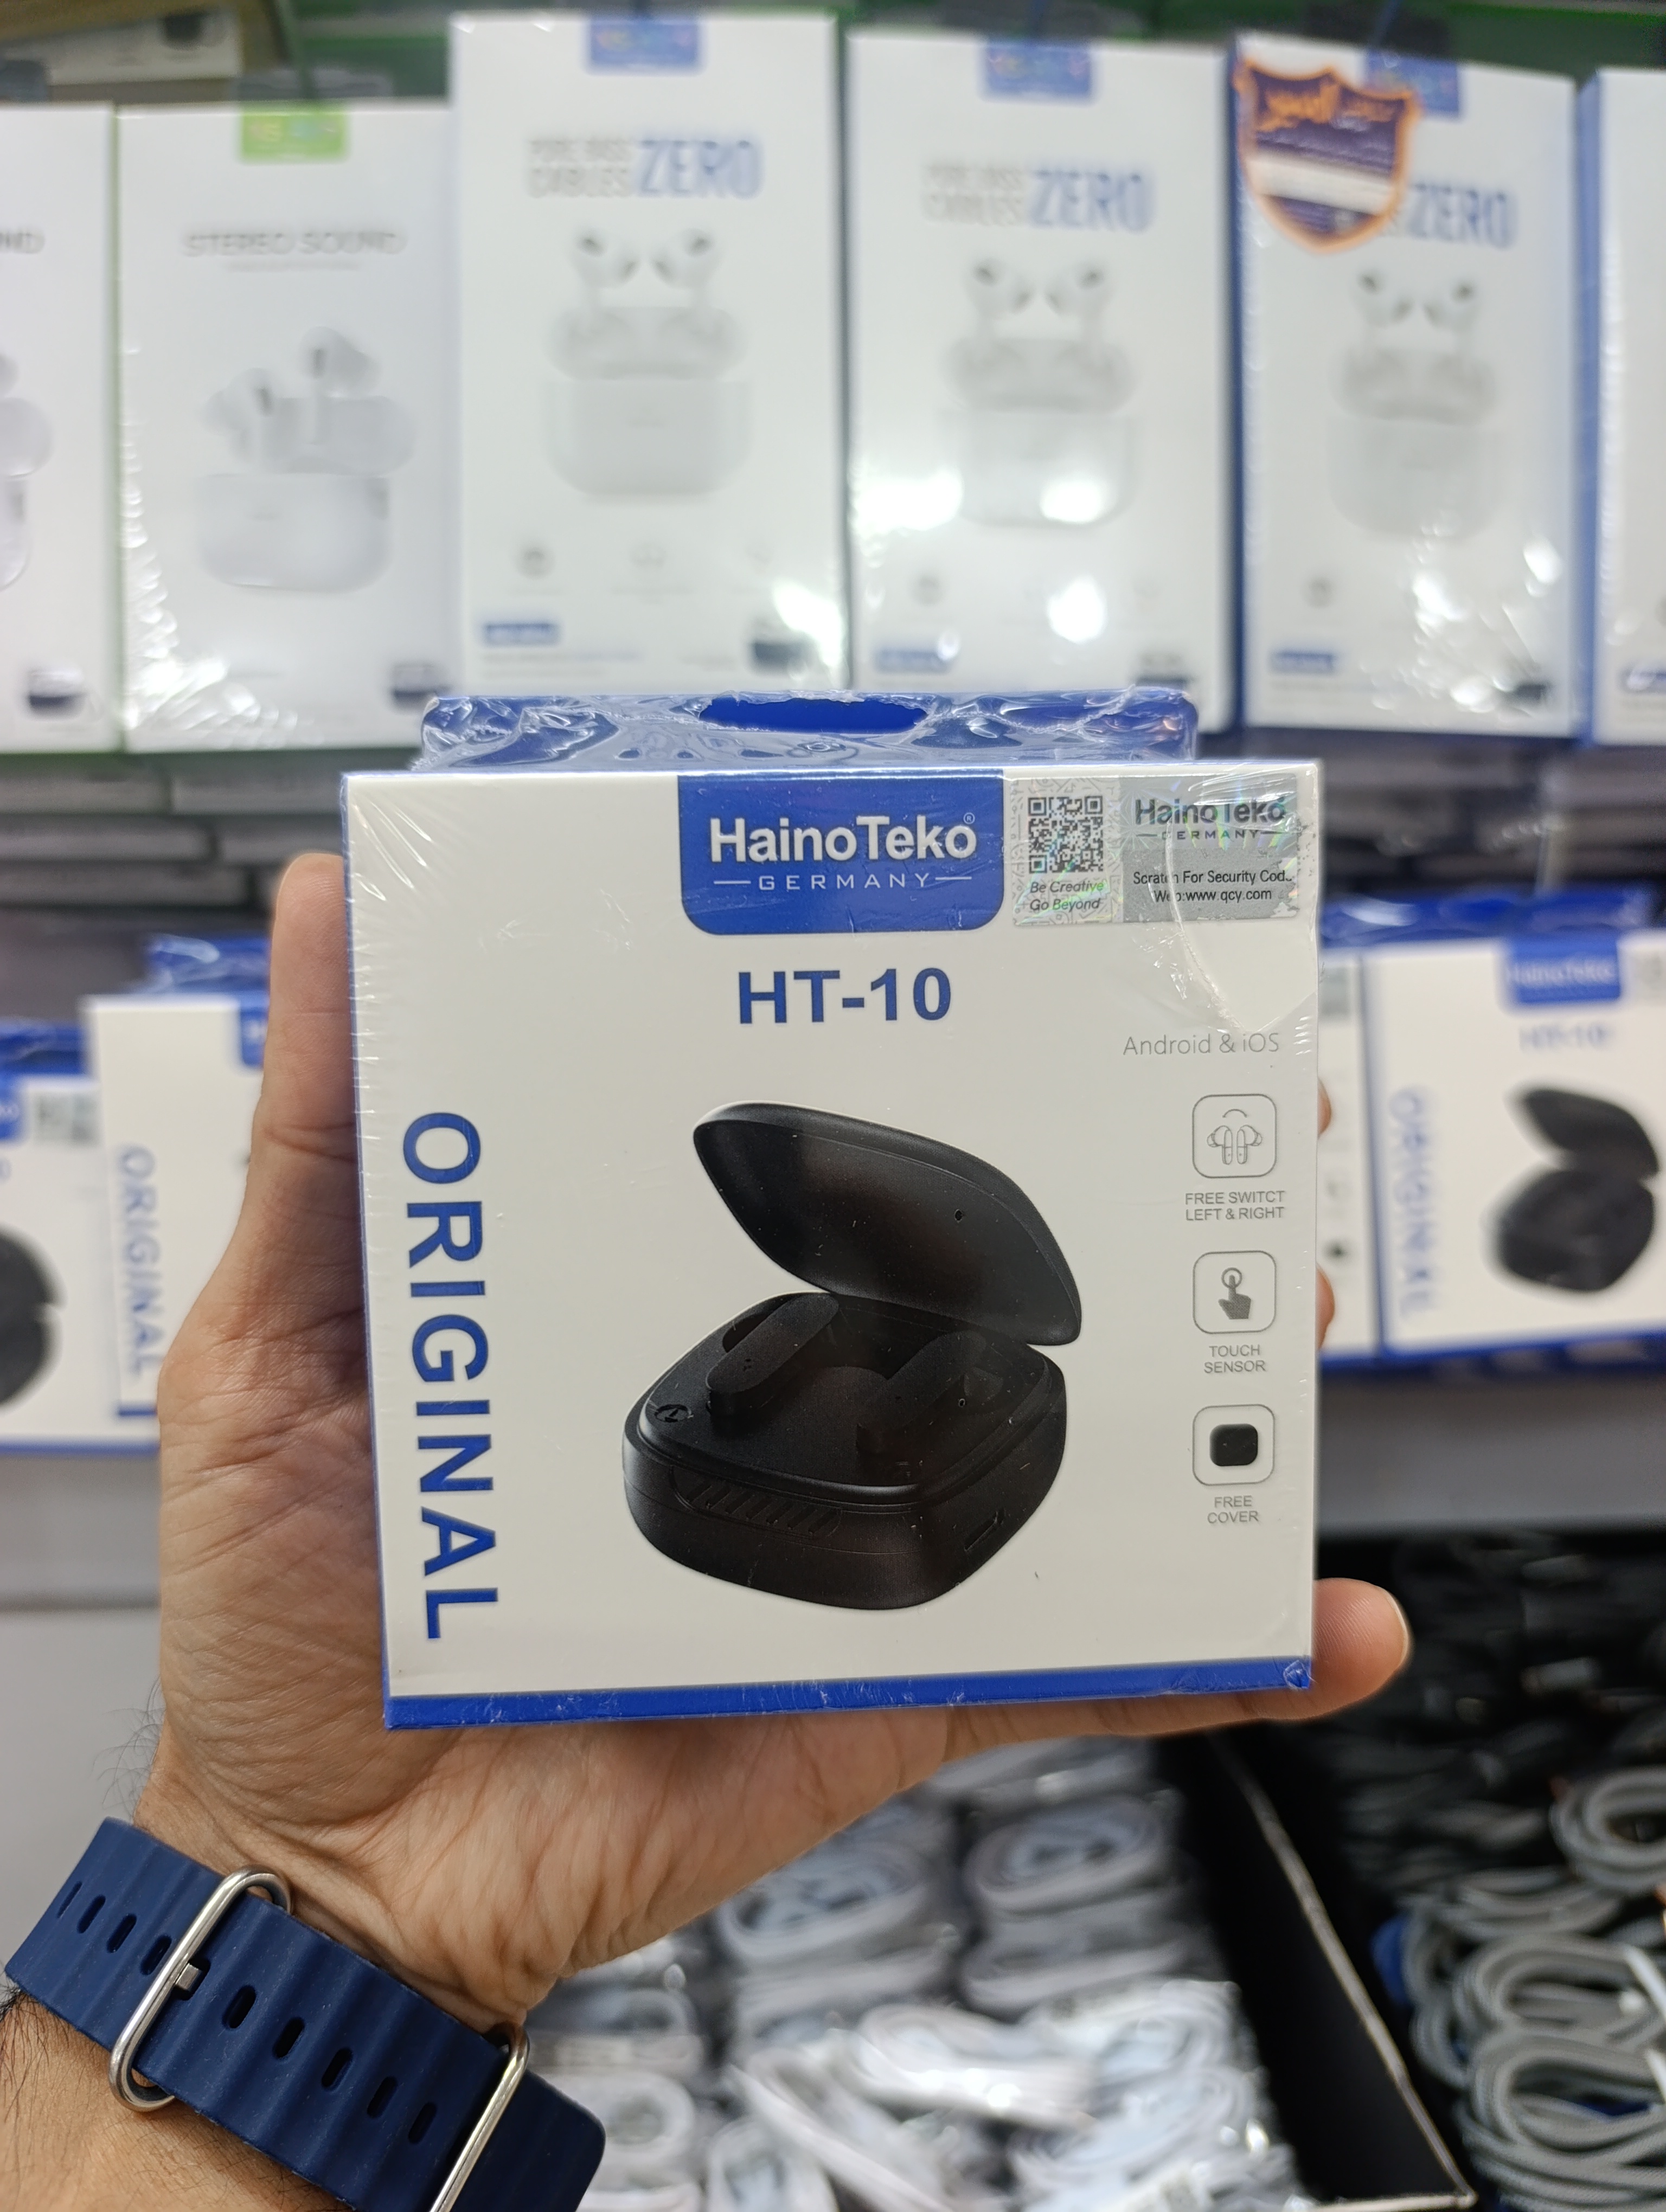 STEREO SOUND
ZERO
ZERO
ZERO
HainoTeko®
GERMANY
Be Creative
Go Beyond
HainoTeko
GERMANY
Scratch For Security Cod
Web:www.qcy.com
HT-10
Android & iOS
ORIGINAL
FREE SWITCT
LEFT & RIGHT
TOUCH
SENSOR
FREE
COVER
ORIGINAL
HainoTeko
HT-10
ORIGINAL